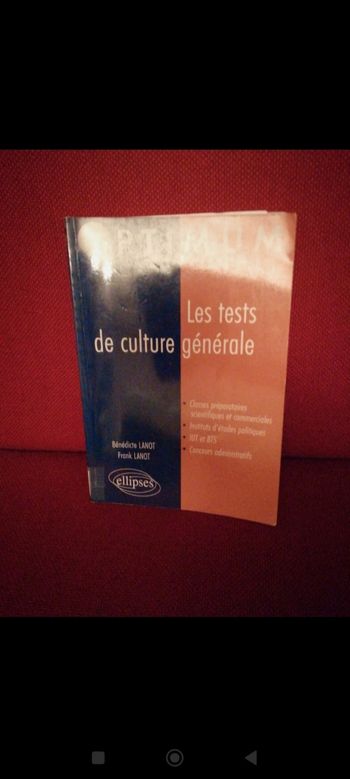 OPTIMUM
Les tests
de culture générale
• Classes préparatoires
scientifiques et commerciales
• Instituts d'études politiques
• IUT et BTS
• Concours administratifs
Bénédicte LANOT
Frank LANOT
ellipses